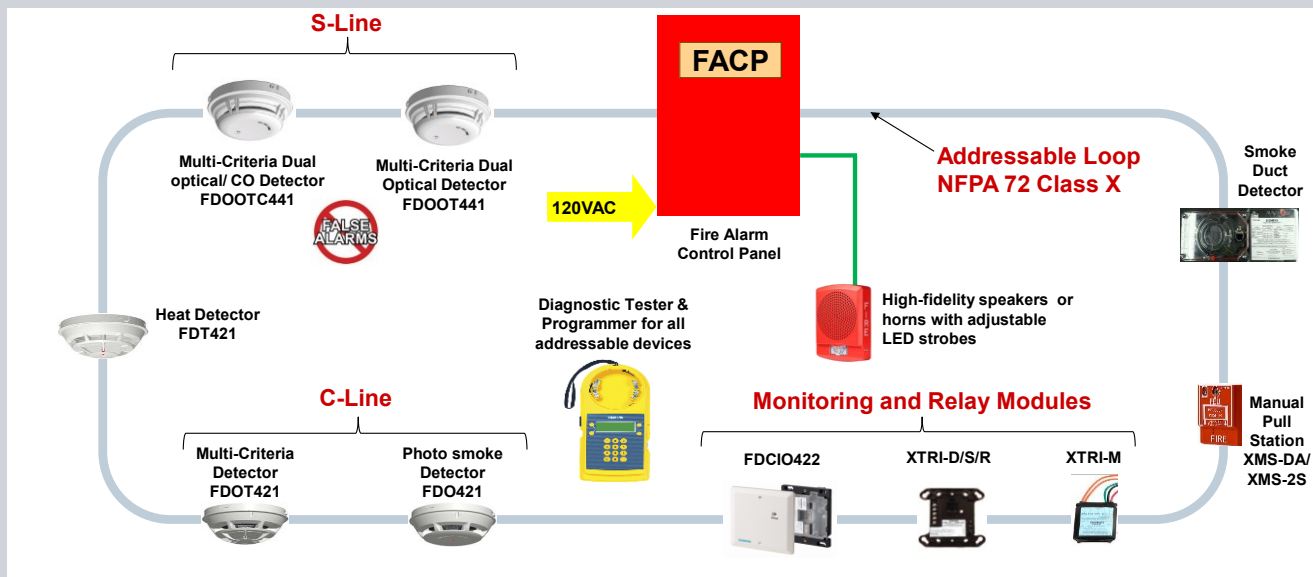 S-Line
FACP
Multi-Criteria Dual
optical/ CO Detector
FDOOTC441
Multi-Criteria Dual
Optical Detector
FDOOT441
FALSE
ALARMS
120VAC
Fire Alarm
Control Panel
Addressable Loop
NFPA 72 Class X
Smoke
Duct
Detector
Heat Detector
FDT421
Diagnostic Tester &
Programmer for all
addressable devices
High-fidelity speakers or
horns with adjustable
LED strobes
FIRE
C-Line
Multi-Criteria
Detector
FDOT421
Photo smoke
Detector
FDO421
Monitoring and Relay Modules
FDCIO422
XTRI-D/S/R
XTRI-M
FIRE
Manual
Pull
Station
XMS-DA/
XMS-2S